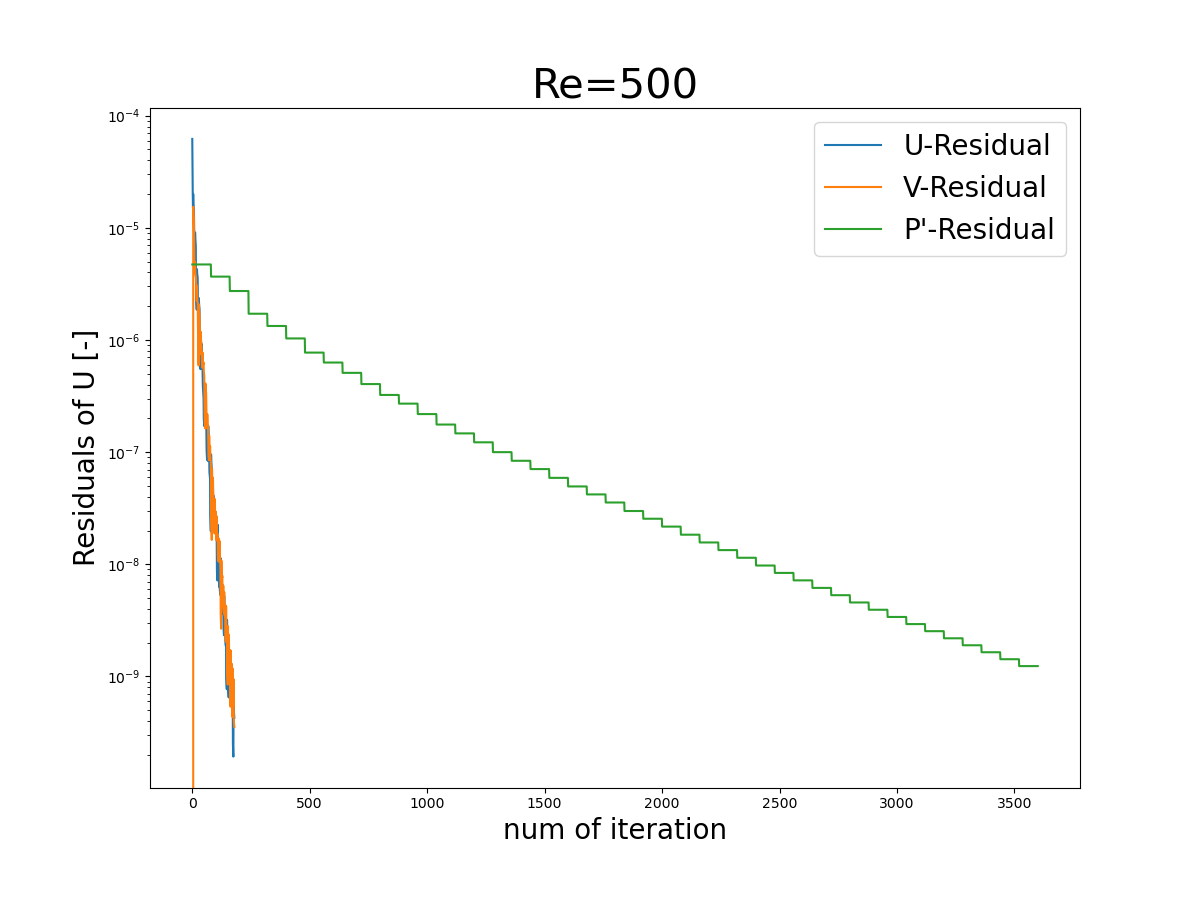 Re=500
U-Residual
V-Residual
P'-Residual
Residuals of U [-]
10⁻⁴
10⁻⁵
10⁻⁶
10⁻⁷
10⁻⁸
10⁻⁹
0 500 1000 1500 2000 2500 3000 3500
num of iteration